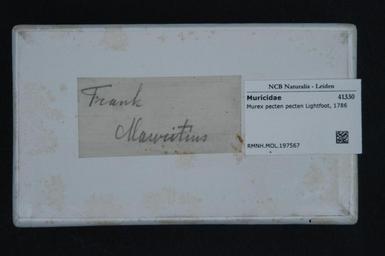 Frank
Mauritius
NCB Naturalis - Leiden
Muricidae 41330
Murex pecten pecten Lightfoot, 1786
RMNH.MOL.197567